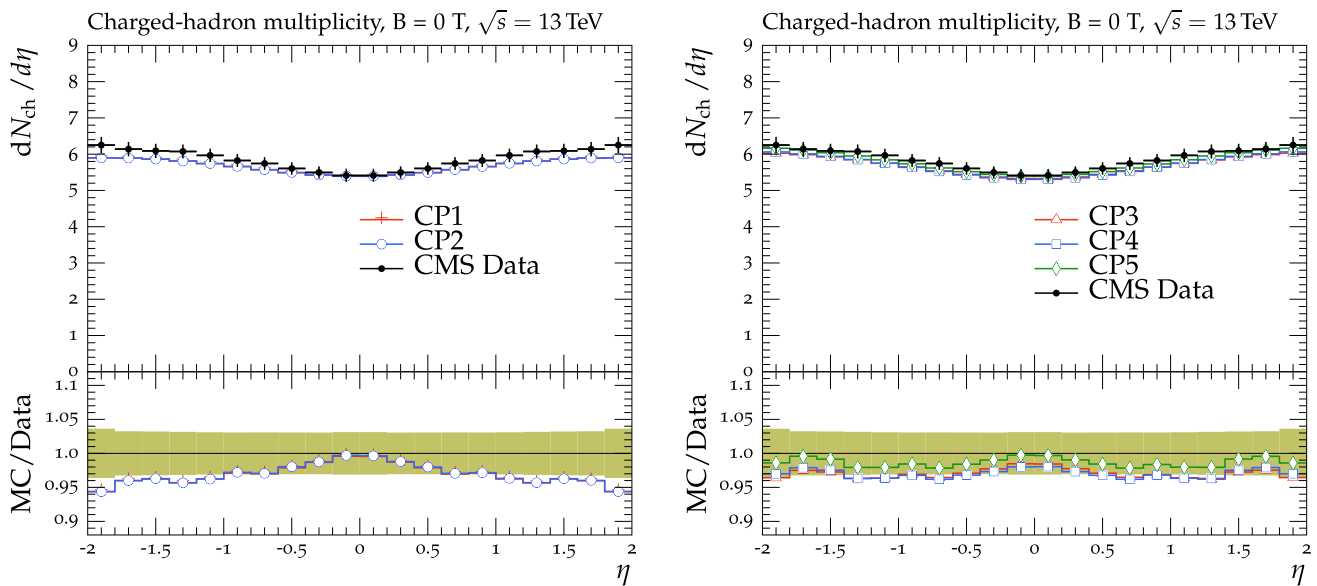 Charged-hadron multiplicity, B = 0 T, √s = 13 TeV
dN_ch /dη
9
8
7
6
5
4
3
2
1
0
CP1
CP2
CMS Data
MC/Data
1.1
1.05
1.0
0.95
0.9
-2 -1.5 -1 -0.5 0 0.5 1 1.5 2
η
Charged-hadron multiplicity, B = 0 T, √s = 13 TeV
dN_ch /dη
9
8
7
6
5
4
3
2
1
0
CP3
CP4
CP5
CMS Data
MC/Data
1.1
1.05
1.0
0.95
0.9
-2 -1.5 -1 -0.5 0 0.5 1 1.5 2
η